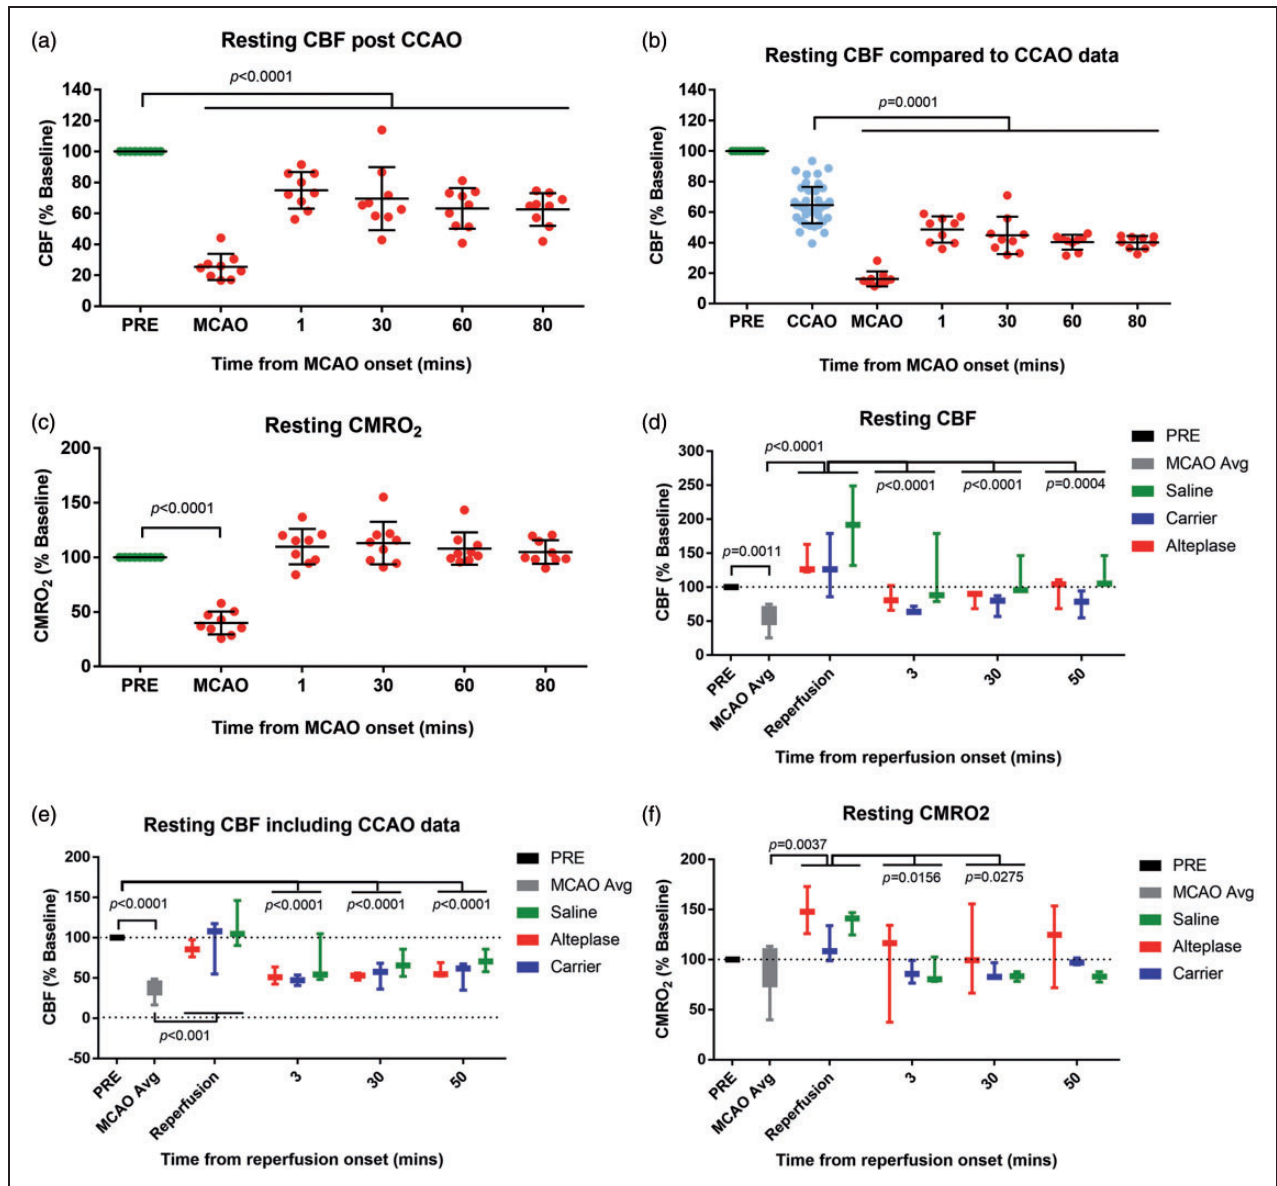 (a)
Resting CBF post CCAO
p<0.0001
CBF (% Baseline)
140
120
100
80
60
40
20
0
PRE MCAO 1 30 60 80
Time from MCAO onset (mins)
(b)
Resting CBF compared to CCAO data
p=0.0001
CBF (% Baseline)
140
120
100
80
60
40
20
0
PRE CCAO MCAO 1 30 60 80
Time from MCAO onset (mins)
(c)
Resting CMRO2
p<0.0001
CMRO2 (% Baseline)
200
150
100
50
0
PRE MCAO 1 30 60 80
Time from MCAO onset (mins)
(d)
Resting CBF
p<0.0001
p<0.0001 p<0.0001 p=0.0004
p=0.0011
CBF (% Baseline)
300
250
200
150
100
50
0
PRE MCAO Avg Reperfusion 3 30 50
Time from reperfusion onset (mins)
PRE
MCAO Avg
Saline
Carrier
Alteplase
(e)
Resting CBF including CCAO data
p<0.0001 p<0.0001 p<0.0001 p<0.0001
p<0.001
CBF (% Baseline)
200
150
100
50
0
-50
PRE MCAO Avg Reperfusion 3 30 50
Time from reperfusion onset (mins)
PRE
MCAO Avg
Saline
Alteplase
Carrier
(f)
Resting CMRO2
p=0.0037
p=0.0156 p=0.0275
CMRO2 (% Baseline)
200
150
100
50
0
PRE MCAO Avg Reperfusion 3 30 50
Time from reperfusion onset (mins)
PRE
MCAO Avg
Saline
Alteplase
Carrier